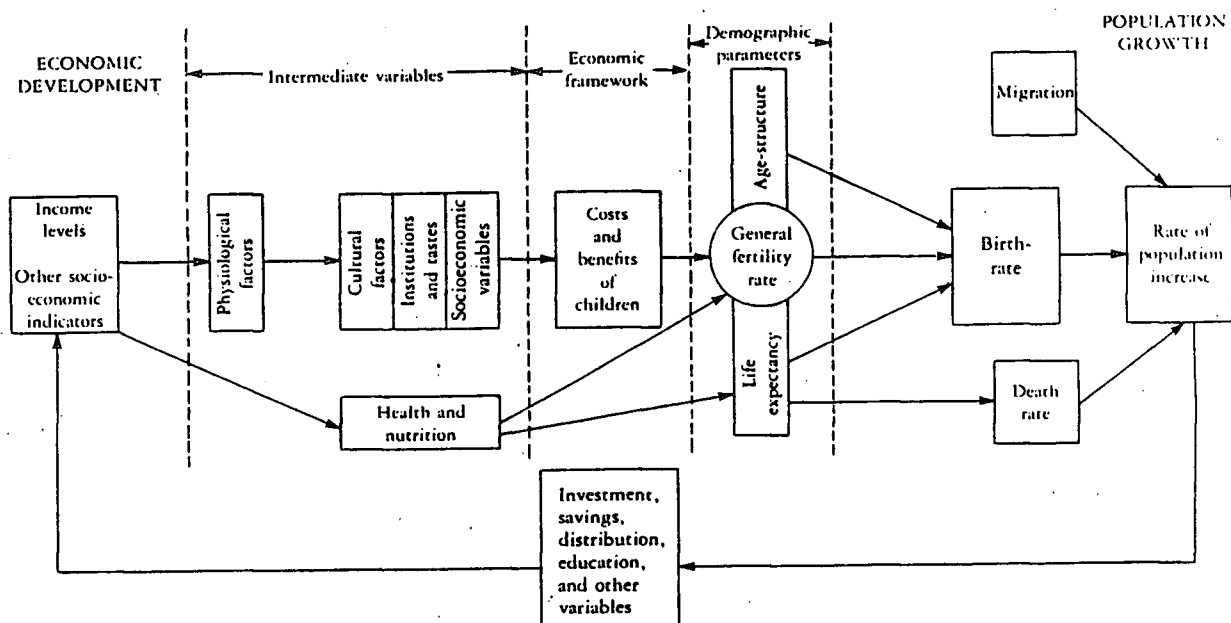 ECONOMIC
DEVELOPMENT
Intermediate variables
Economic
framework
Demographic
parameters
POPULATION
GROWTH
Migration
Income
levels
Other socio-
economic
indicators
Physiological
factors
Cultural
factors
Institutions
and tastes
Socioeconomic
variables
Costs
and
benefits
of
children
Age-structure
General
fertility
rate
Life
expectancy
Birth-
rate
Rate of
population
increase
Health and
nutrition
Death
rate
Investment,
savings,
distribution,
education,
and other
variables